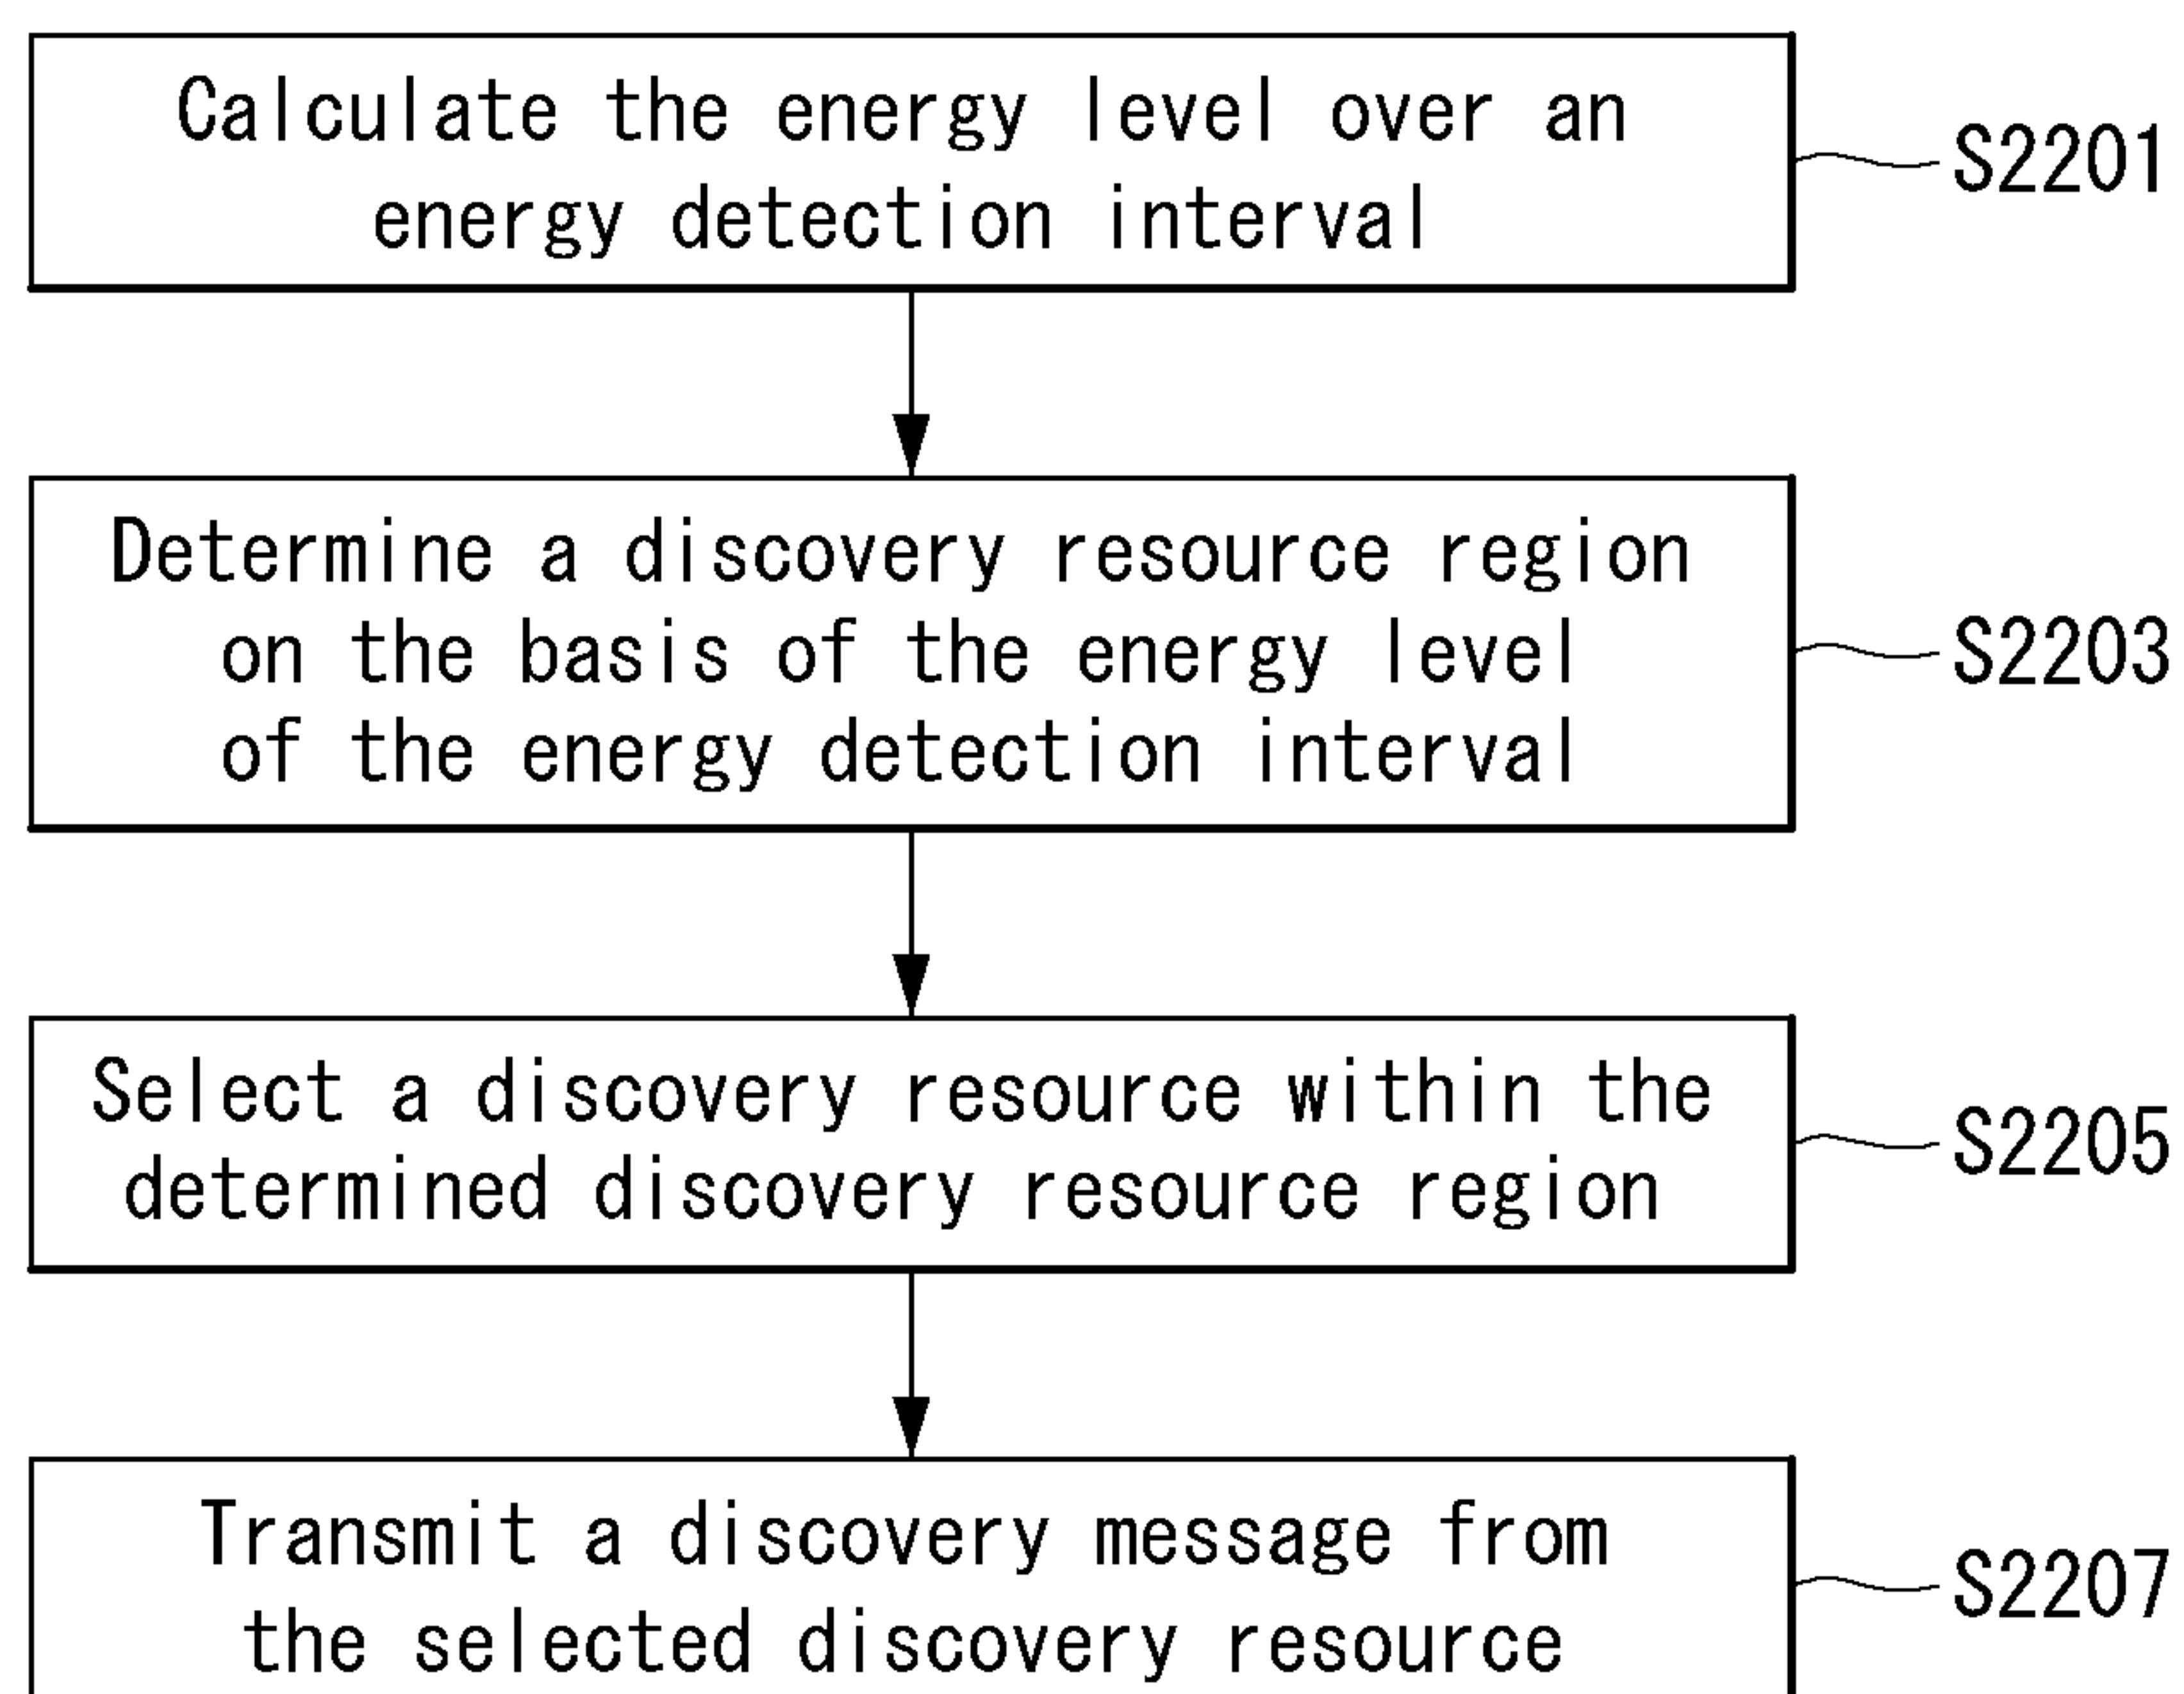 Calculate the energy level over an
energy detection interval
S2201
Determine a discovery resource region
on the basis of the energy level
of the energy detection interval
S2203
Select a discovery resource within the
determined discovery resource region
S2205
Transmit a discovery message from
the selected discovery resource
S2207